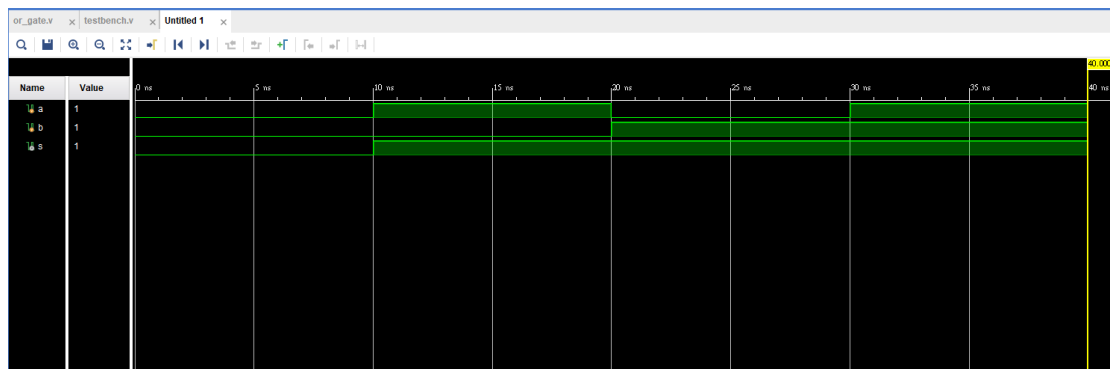 or_gate.v × testbench.v × Untitled 1 ×
40.000
Name Value 0 ns 5 ns 10 ns 15 ns 20 ns 25 ns 30 ns 35 ns 40 ns
a 1
b 1
s 1